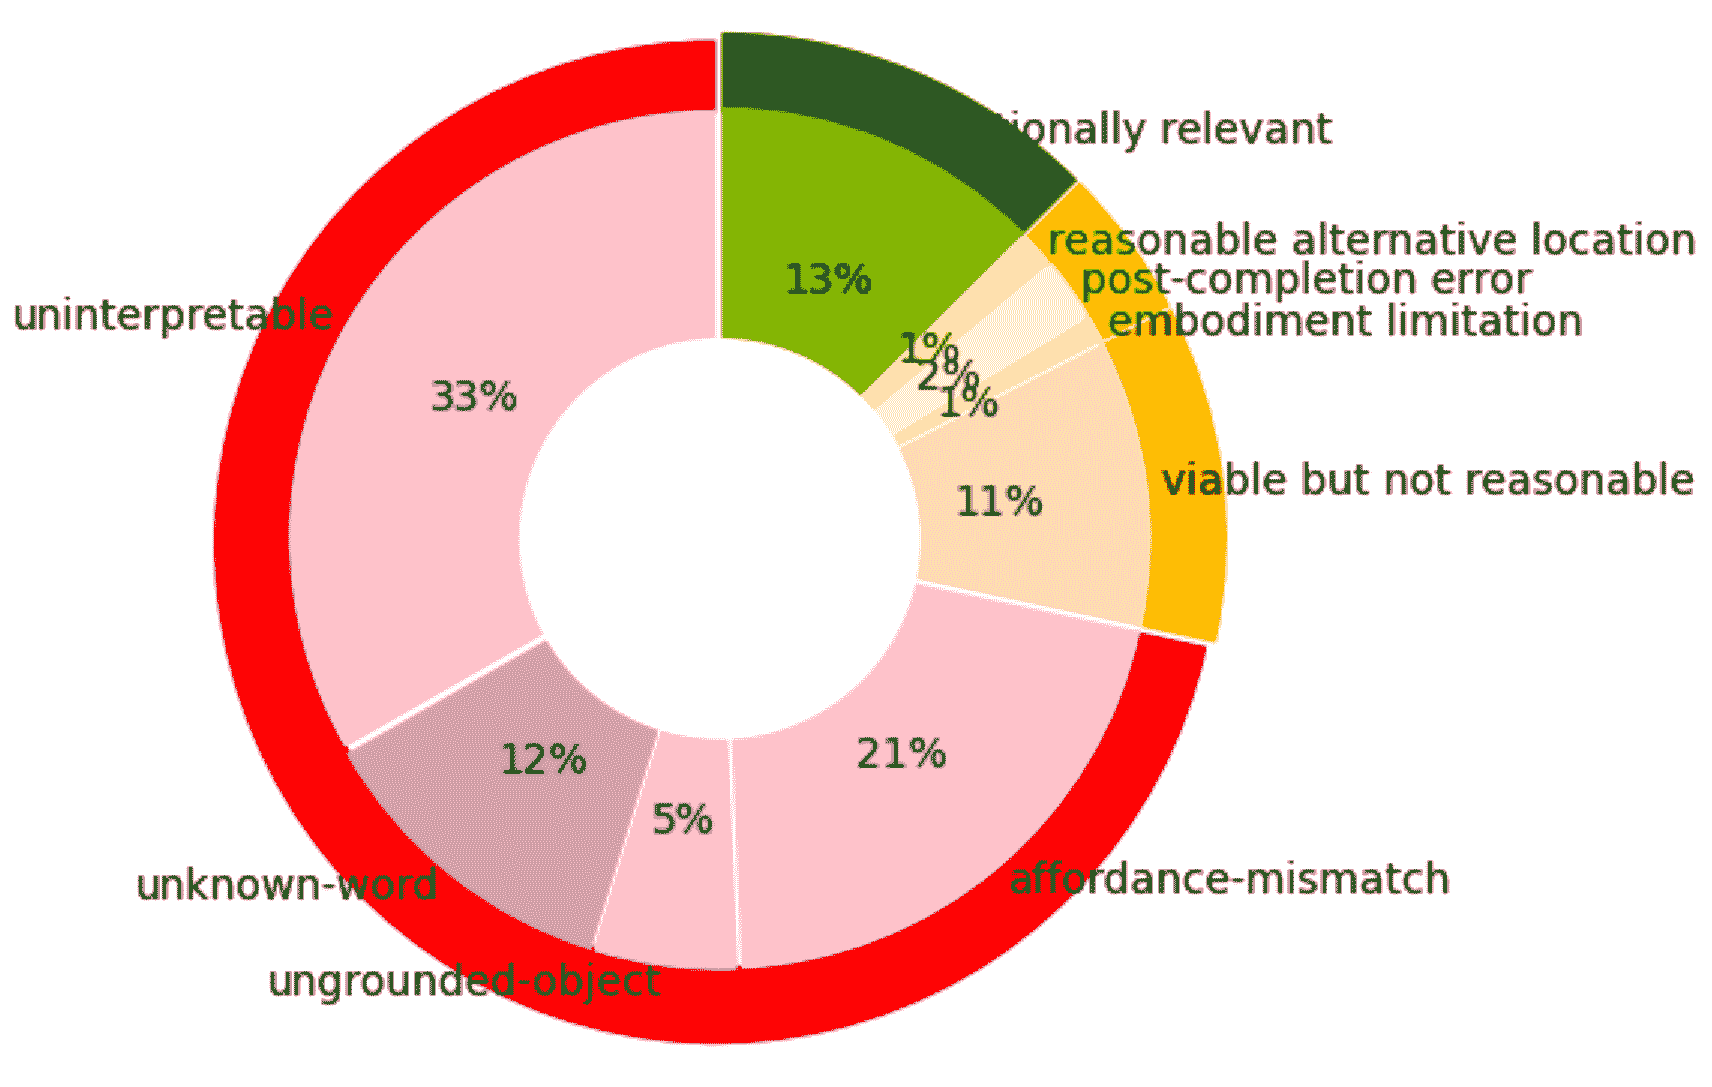 ionally relevant
reasonable alternative location
13%
post-completion error
uninterpretable
embodiment limitation
1%
2%
33%
1%
viable but not reasonable
11%
21%
12%
5%
unknown-word
affordance-mismatch
ungrounded-object